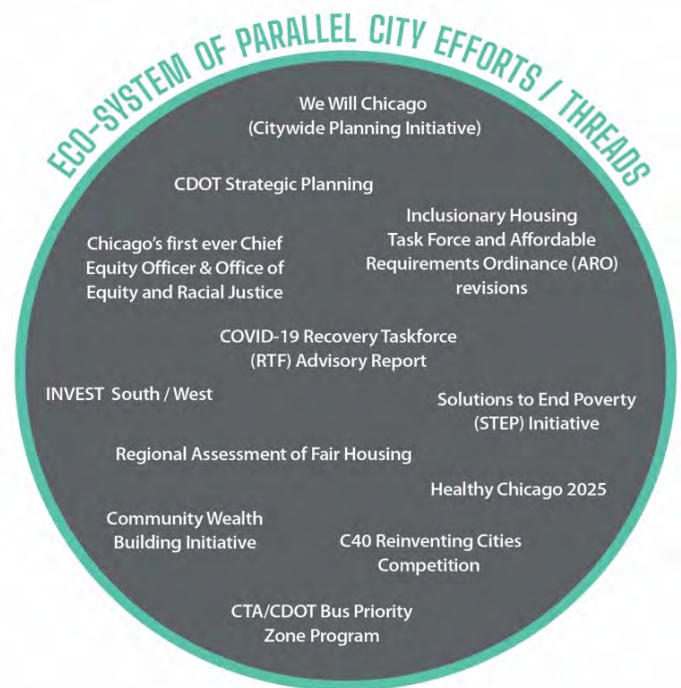 ECO-SYSTEM OF PARALLEL CITY EFFORTS / THREADS
We Will Chicago
(Citywide Planning Initiative)
CDOT Strategic Planning
Inclusionary Housing
Task Force and Affordable
Requirements Ordinance (ARO)
revisions
Chicago's first ever Chief
Equity Officer & Office of
Equity and Racial Justice
COVID-19 Recovery Taskforce
(RTF) Advisory Report
INVEST South / West
Solutions to End Poverty
(STEP) Initiative
Regional Assessment of Fair Housing
Healthy Chicago 2025
Community Wealth
Building Initiative
C40 Reinventing Cities
Competition
CTA/CDOT Bus Priority
Zone Program